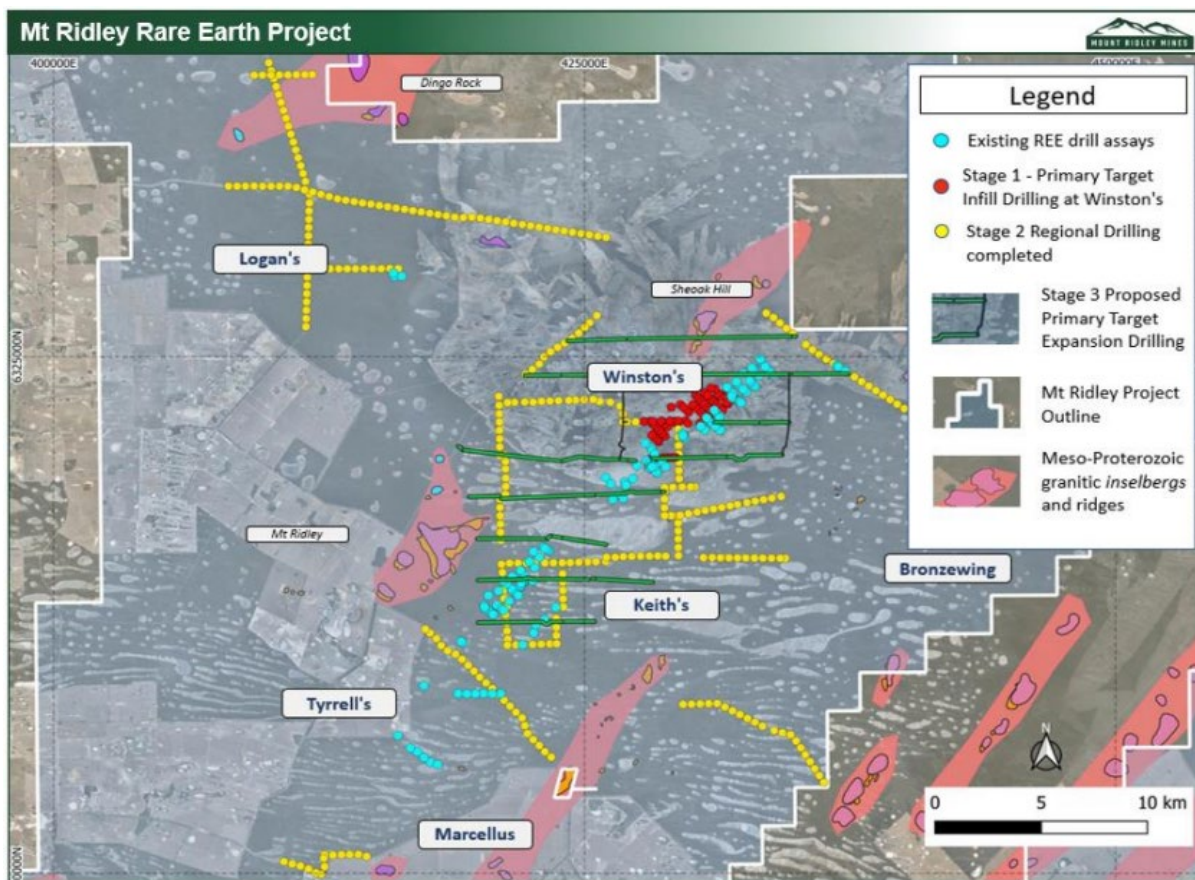 Mt Ridley Rare Earth Project
MOUNT RIDLEY MINES
400000E
425000E
450000E
Dingo Rock
Legend
Existing REE drill assays
Stage 1 - Primary Target
Infill Drilling at Winston's
Stage 2 Regional Drilling
completed
Stage 3 Proposed
Primary Target
Expansion Drilling
Mt Ridley Project
Outline
Meso-Proterozoic
granitic inselbergs
and ridges
Logan's
Sheoak Hill
6325000N
Winston's
Mt Ridley
Bronzewing
Keith's
Tyrrell's
Marcellus
N
0 5 10 km